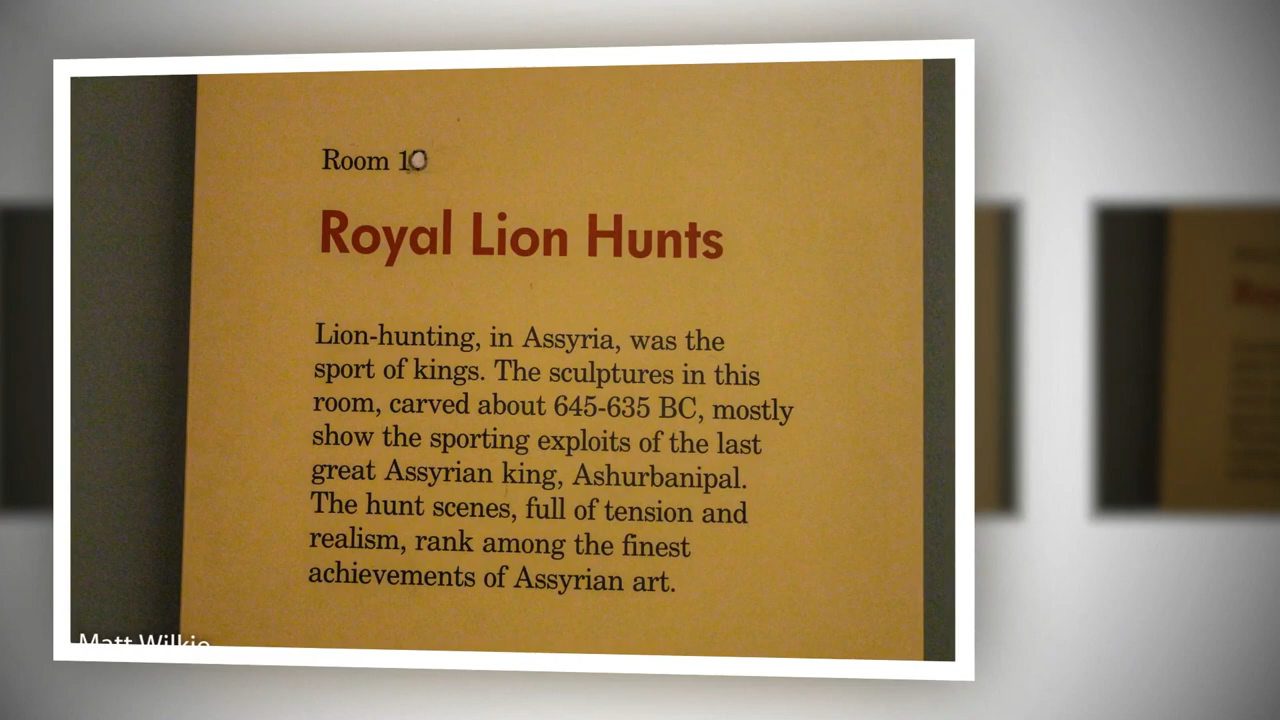 Room 10
Royal Lion Hunts
Lion-hunting, in Assyria, was the
sport of kings. The sculptures in this
room, carved about 645-635 BC, mostly
show the sporting exploits of the last
great Assyrian king, Ashurbanipal.
The hunt scenes, full of tension and
realism, rank among the finest
achievements of Assyrian art.
Matt Wilkie